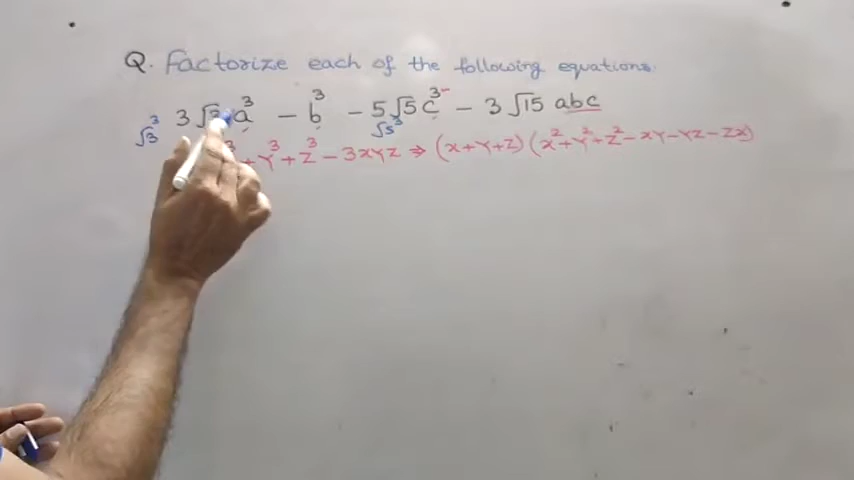 Q. Factorize each of the following equations.
3√3 a³ - b³ - 5√5 c³ - 3√15 abc
√3³ √5³
³ + Y³ + Z³ - 3xYZ ⇒ (x+Y+Z) (x²+Y²+Z² - xY - YZ - Zx)